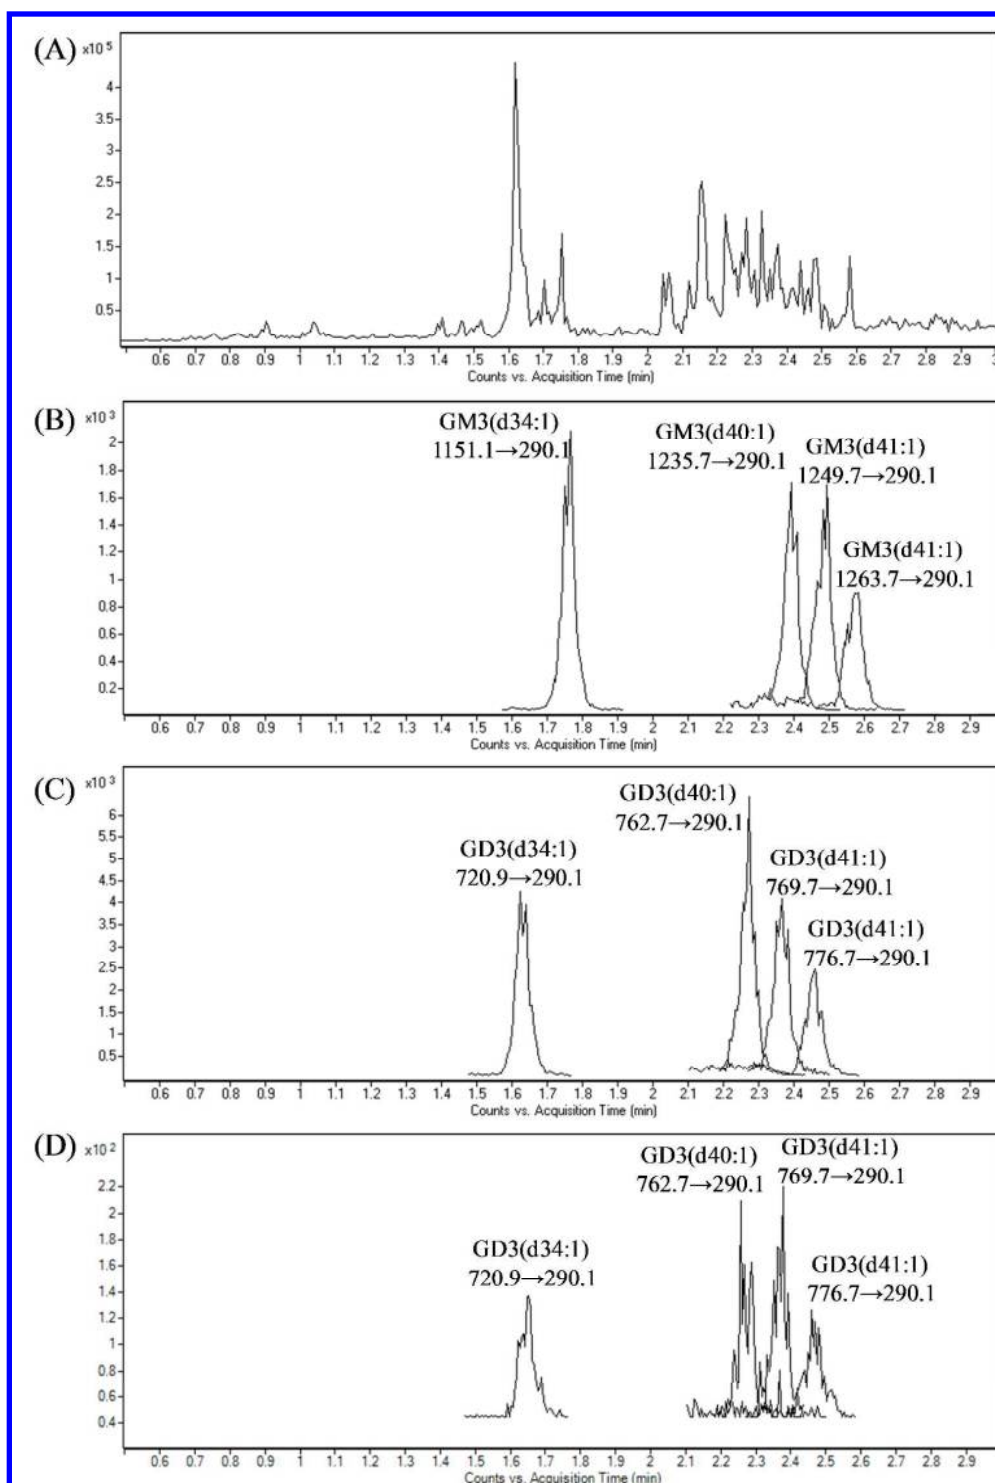 (A)
x10 5
4
3.5
3
2.5
2
1.5
1
0.5
0.6 0.7 0.8 0.9 1 1.1 1.2 1.3 1.4 1.5 1.6 1.7 1.8 1.9 2 2.1 2.2 2.3 2.4 2.5 2.6 2.7 2.8 2.9
Counts vs. Acquisition Time (min)
(B)
x10 3
GM3(d34:1)
1151.1→290.1
GM3(d40:1)
1235.7→290.1
GM3(d41:1)
1249.7→290.1
GM3(d41:1)
1263.7→290.1
2
1.8
1.6
1.4
1.2
1
0.8
0.6
0.4
0.2
0.6 0.7 0.8 0.9 1 1.1 1.2 1.3 1.4 1.5 1.6 1.7 1.8 1.9 2 2.1 2.2 2.3 2.4 2.5 2.6 2.7 2.8 2.9
Counts vs. Acquisition Time (min)
(C)
x10 3
GD3(d34:1)
720.9→290.1
GD3(d40:1)
762.7→290.1
GD3(d41:1)
769.7→290.1
GD3(d41:1)
776.7→290.1
6
5.5
5
4.5
4
3.5
3
2.5
2
1.5
1
0.5
0.6 0.7 0.8 0.9 1 1.1 1.2 1.3 1.4 1.5 1.6 1.7 1.8 1.9 2 2.1 2.2 2.3 2.4 2.5 2.6 2.7 2.8 2.9
Counts vs. Acquisition Time (min)
(D)
x10 2
GD3(d34:1)
720.9→290.1
GD3(d40:1)
762.7→290.1
GD3(d41:1)
769.7→290.1
GD3(d41:1)
776.7→290.1
2.2
2
1.8
1.6
1.4
1.2
1
0.8
0.6
0.4
0.6 0.7 0.8 0.9 1 1.1 1.2 1.3 1.4 1.5 1.6 1.7 1.8 1.9 2 2.1 2.2 2.3 2.4 2.5 2.6 2.7 2.8 2.9
Counts vs. Acquisition Time (min)